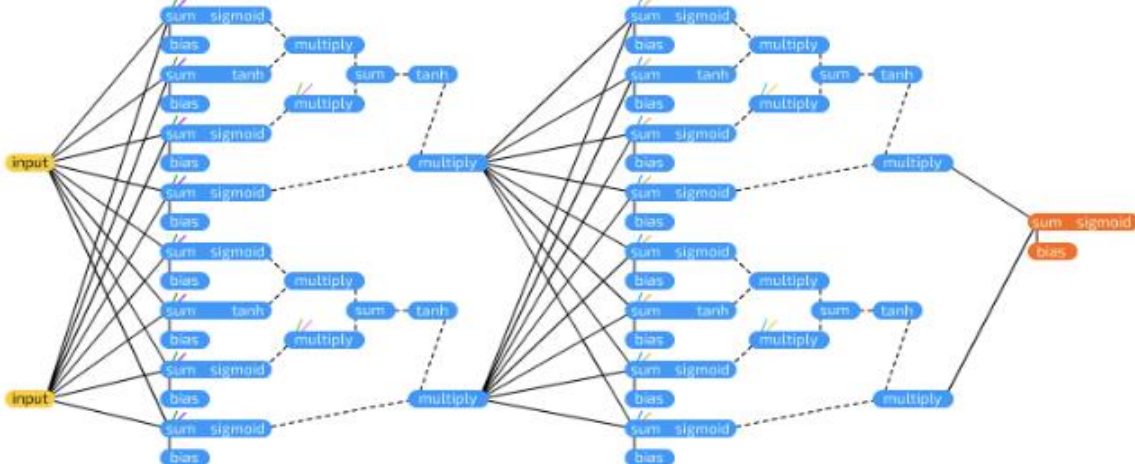 sum sigmoid sum sigmoid
bias multiply bias multiply
sum tanh sum tanh sum tanh sum tanh
bias multiply bias multiply
sum sigmoid sum sigmoid
input bias multiply bias multiply
sum sigmoid sum sigmoid
bias bias sum sigmoid
sum sigmoid sum sigmoid bias
bias multiply bias multiply
sum tanh sum tanh sum tanh sum tanh
bias multiply bias multiply
sum sigmoid sum sigmoid
input bias multiply bias multiply
sum sigmoid sum sigmoid
bias bias